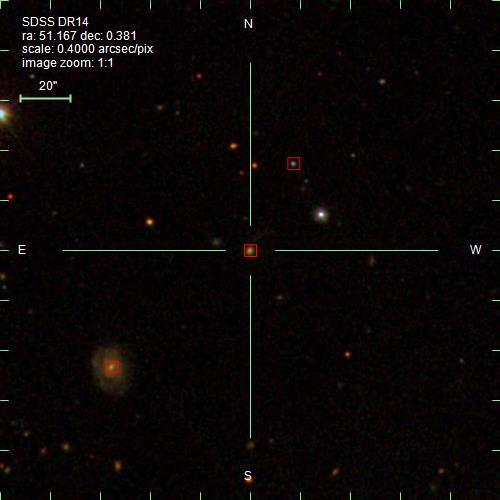 SDSS DR14
ra: 51.167 dec: 0.381
scale: 0.4000 arcsec/pix
image zoom: 1:1
20"
N
E
W
S